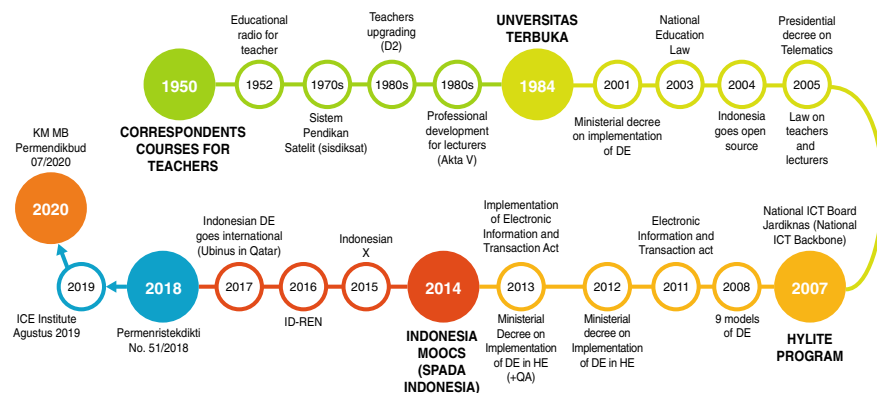 1950
CORRESPONDENTS
COURSES FOR
TEACHERS
Educational
radio for
teacher
1952
1970s
Sistem
Pendikan
Satelit (sisdiksat)
Teachers
upgrading
(D2)
1980s
1980s
Professional
development
for lecturers
(Akta V)
UNVERSITAS
TERBUKA
1984
2001
Ministerial decree
on implementation
of DE
National
Education
Law
2003
2004
Indonesia
goes open
source
Presidential
decree on
Telematics
2005
Law on
teachers
and
lecturers
National ICT Board
Jardiknas (National
ICT Backbone)
2007
HYLITE
PROGRAM
2008
9 models
of DE
Electronic
Information and
Transaction act
2011
2012
Ministerial
decree on
Implementation
of DE in HE
Implementation
of Electronic
Information and
Transaction Act
2013
Ministerial
Decree on
Implementation
of DE in HE
(+QA)
2014
INDONESIA
MOOCS
(SPADA
INDONESIA)
Indonesian
X
2015
2016
ID-REN
Indonesian DE
goes international
(Ubinus in Qatar)
2017
2018
Permenristekdikti
No. 51/2018
2019
ICE Institute
Agustus 2019
KM MB
Permendikbud
07/2020
2020